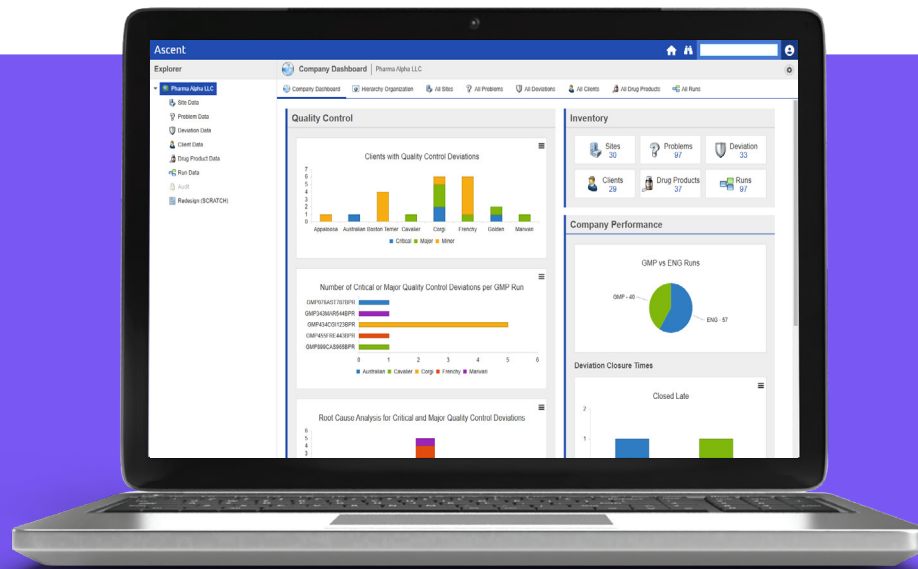 Ascent
Explorer
Company Dashboard | Pharma Alpha LLC
Pharma Alpha LLC
Site Data
Problem Data
Deviation Data
Client Data
Drug Product Data
Run Data
Audit
Redesign (SCRATCH)
Company Dashboard Hierarchy Organization All Sites All Problems All Deviations All Clients All Drug Products All Runs
Quality Control
Clients with Quality Control Deviations
7
6
5
4
3
2
1
0
Appaloosa Australian Boston Terrier Cavalier Corgi Frenchy Golden Marwari
Critical Major Minor
Number of Critical or Major Quality Control Deviations per GMP Run
GMP076AST787BPR
GMP343MAR644BPR
GMP434CGI123BPR
GMP455FRE443BPR
GMP899CAS965BPR
0 1 2 3 4 5 6
Australian Cavalier Corgi Frenchy Marwari
Root Cause Analysis for Critical and Major Quality Control Deviations
6
5
4
3
Inventory
Sites
30
Problems
97
Deviation
33
Clients
29
Drug Products
37
Runs
97
Company Performance
GMP vs ENG Runs
GMP - 40
ENG - 57
Deviation Closure Times
Closed Late
2
1